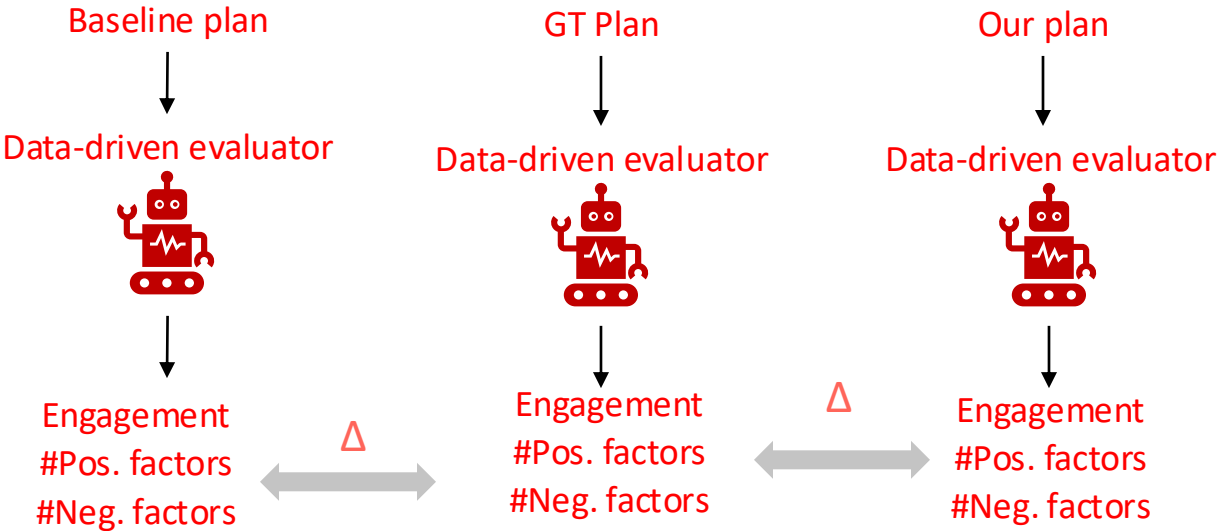 Baseline plan
GT Plan
Our plan
Data-driven evaluator
Data-driven evaluator
Data-driven evaluator
Engagement
#Pos. factors
#Neg. factors
Δ
Engagement
#Pos. factors
#Neg. factors
Δ
Engagement
#Pos. factors
#Neg. factors